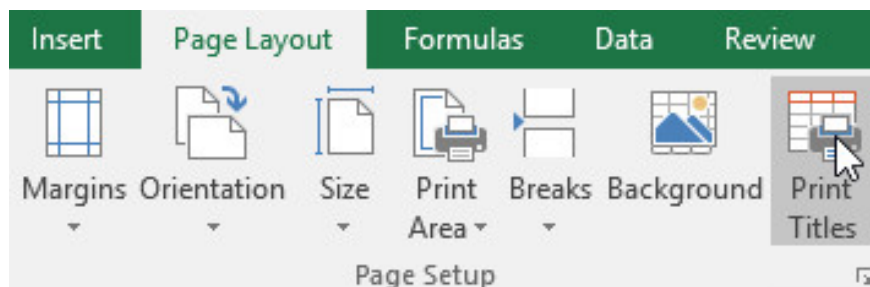 Insert Page Layout Formulas Data Review
Margins Orientation Size Print Area Breaks Background Print Titles
Page Setup